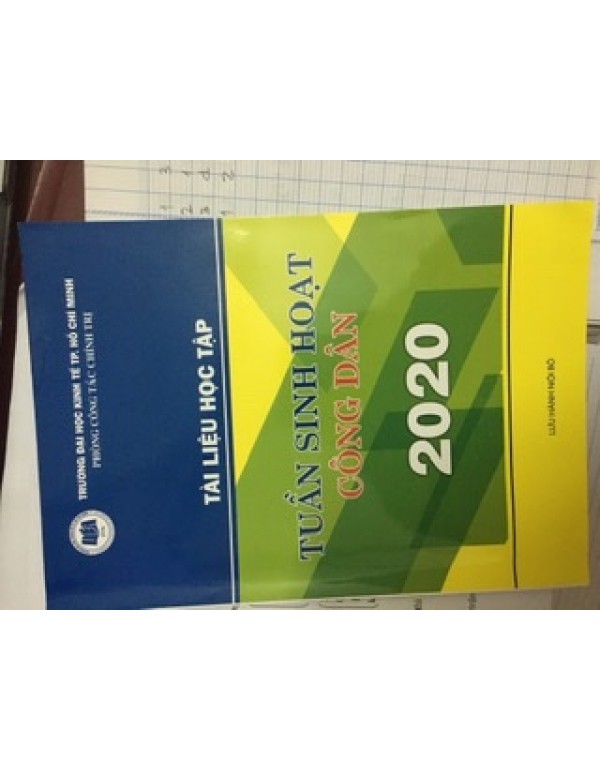 TRƯỜNG ĐẠI HỌC KINH TẾ TP. HỒ CHÍ MINH
PHÒNG CÔNG TÁC CHÍNH TRỊ
TÀI LIỆU HỌC TẬP
TUẦN SINH HOẠT
CÔNG DÂN
2020
LƯU HÀNH NỘI BỘ